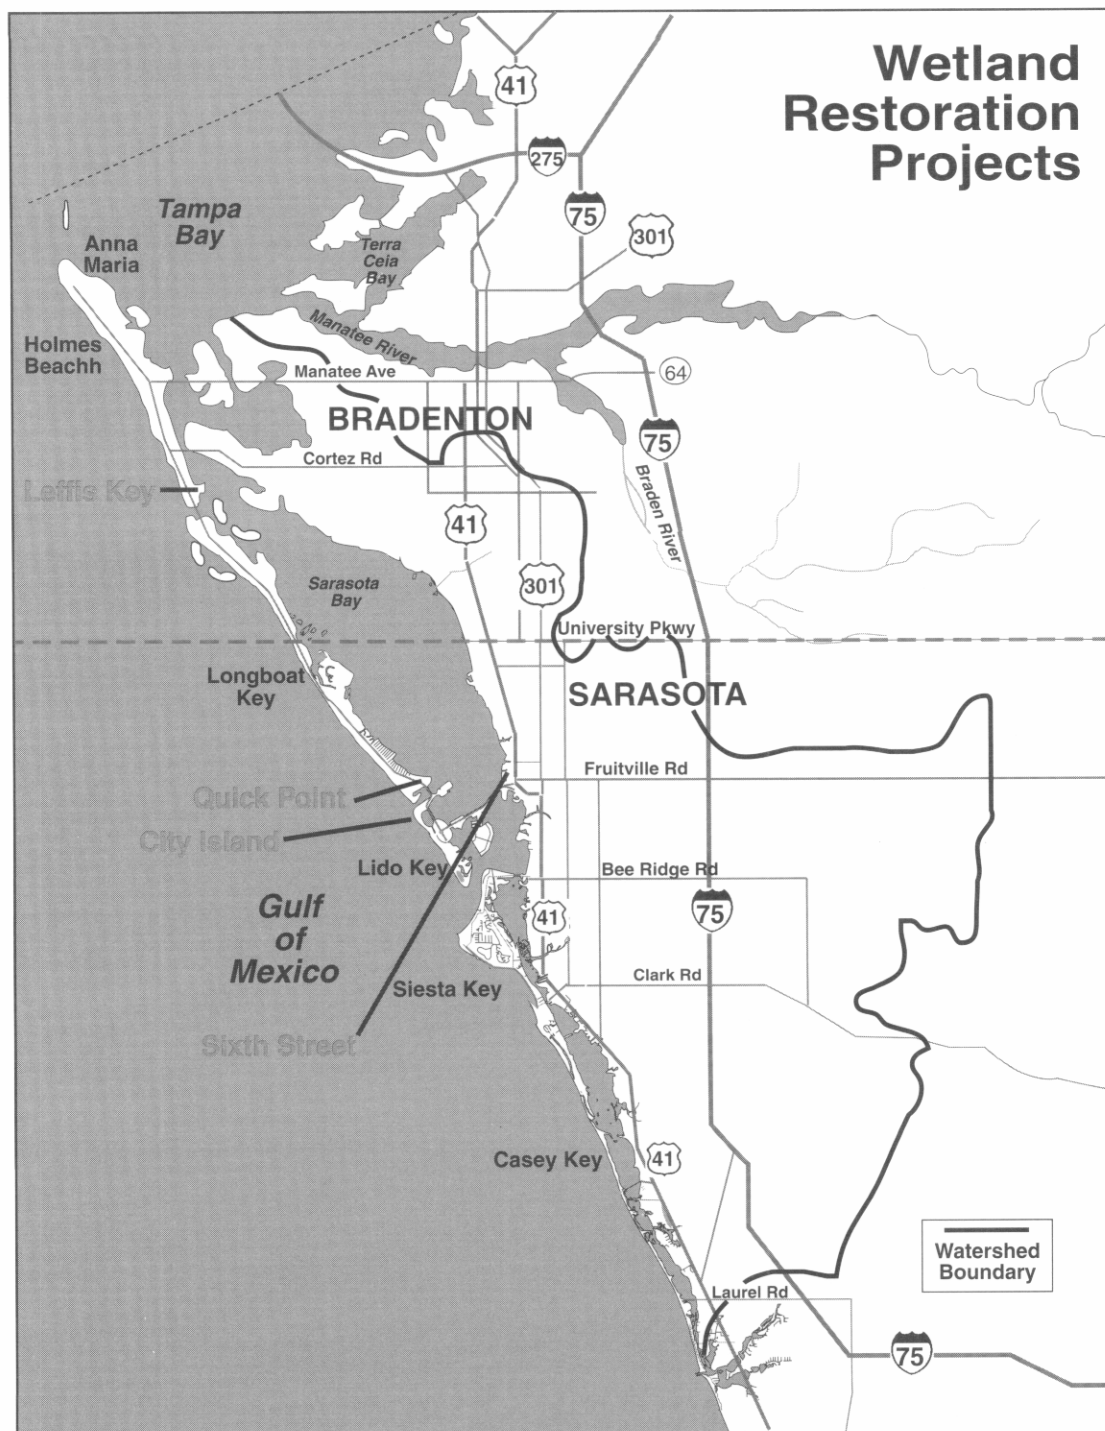 Wetland
Restoration
Projects
41
275
75
301
Tampa
Bay
Terra
Ceia
Bay
Anna
Maria
Manatee River
Holmes
Beachh
Manatee Ave
64
BRADENTON
75
Cortez Rd
Braden River
Leffis Key
41
301
Sarasota
Bay
University Pkwy
Longboat
Key
SARASOTA
Fruitville Rd
Quick Point
City Island
Lido Key
Bee Ridge Rd
Gulf
of
Mexico
41
75
Clark Rd
Siesta Key
Sixth Street
Casey Key
41
Watershed
Boundary
Laurel Rd
75